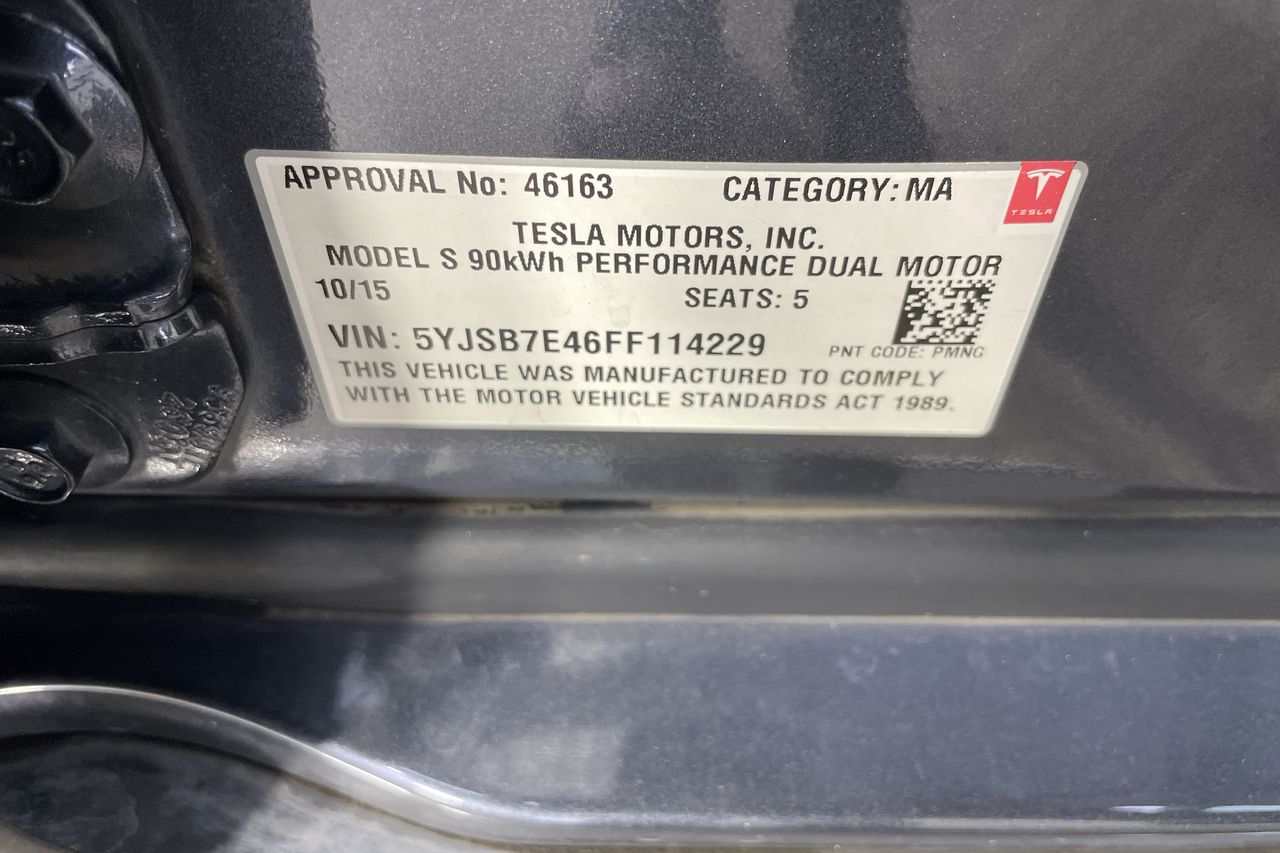 APPROVAL No: 46163 CATEGORY: MA
TESLA
TESLA MOTORS, INC.
MODEL S 90kWh PERFORMANCE DUAL MOTOR
10/15 SEATS: 5
VIN: 5YJSB7E46FF114229
PNT CODE: PMNG
THIS VEHICLE WAS MANUFACTURED TO COMPLY
WITH THE MOTOR VEHICLE STANDARDS ACT 1989.